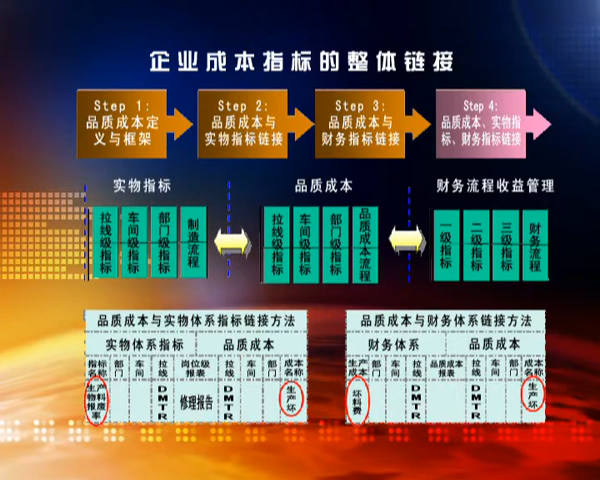 企业成本指标的整体链接
Step 1:
品质成本定
义与框架
Step 2:
品质成本与
实物指标链接
Step 3:
品质成本与
财务指标链接
Step 4:
品质成本、实物指
标、财务指标链接
实物指标
品质成本
财务流程收益管理
拉线级指标
车间级指标
部门级指标
制造流程
拉线级指标
车间级指标
部门级指标
品质成本流程
一级指标
二级指标
三级指标
财务流程
品质成本与实物体系指标链接方法
实物体系指标
品质成本
指标名称
部门
车间
拉线
岗位级报表
拉线
车间
部门
成本名称
生产物料报废率
DMTR
修理报告
DMTR
生产坏
品质成本与财务体系链接方法
财务体系
品质成本
生产成本
部门
车间
拉线
品质成本报表
拉线
车间
部门
成本名称
坏料费
DMTR
DMTR
生产坏